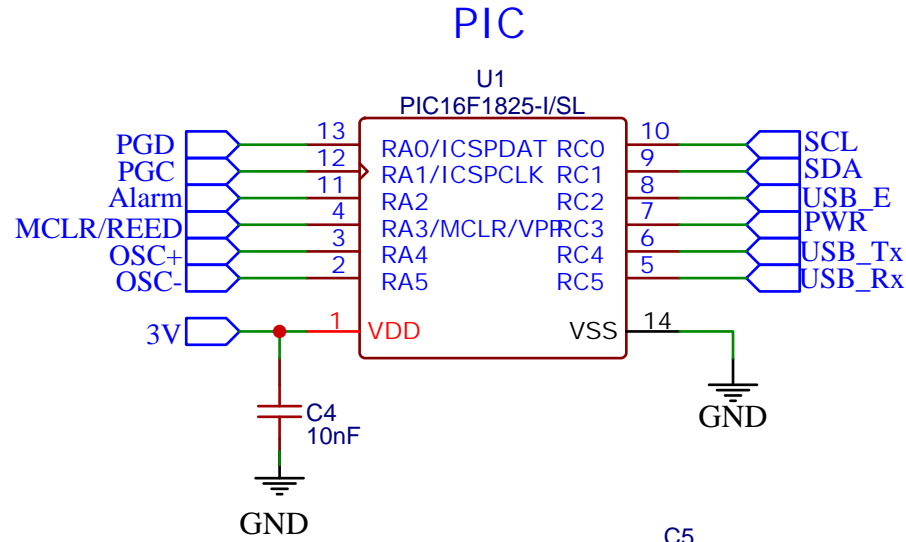 PIC
U1
PIC16F1825-I/SL
PGD 13 RA0/ICSPDAT RC0 10 SCL
PGC 12 RA1/ICSPCLK RC1 9 SDA
Alarm 11 RA2 RC2 8 USB_E
MCLR/REED 4 RA3/MCLR/VPP RC3 7 PWR
OSC+ 3 RA4 RC4 6 USB_Tx
OSC- 2 RA5 RC5 5 USB_Rx
3V 1 VDD VSS 14
C4
10nF
GND
GND
C5